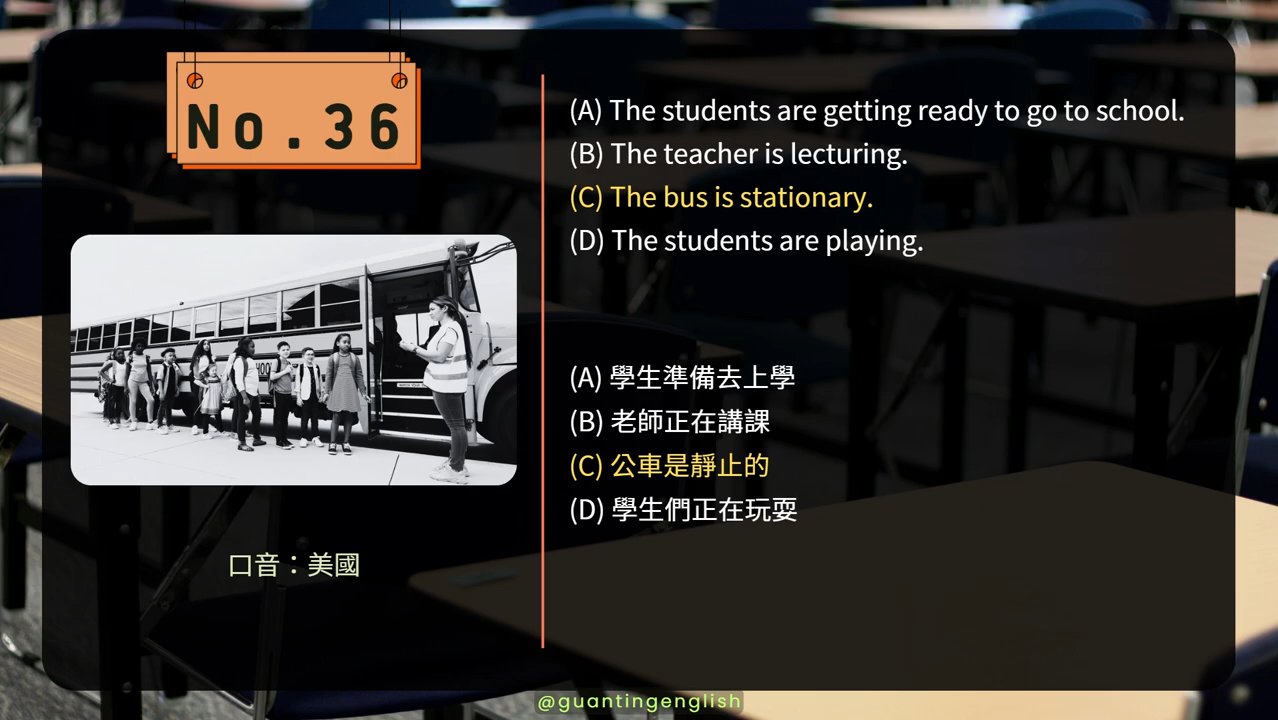 No.36
(A) The students are getting ready to go to school.
(B) The teacher is lecturing.
(C) The bus is stationary.
(D) The students are playing.
(A) 學生準備去上學
(B) 老師正在講課
(C) 公車是靜止的
(D) 學生們正在玩耍
口音：美國
@guantingenglish